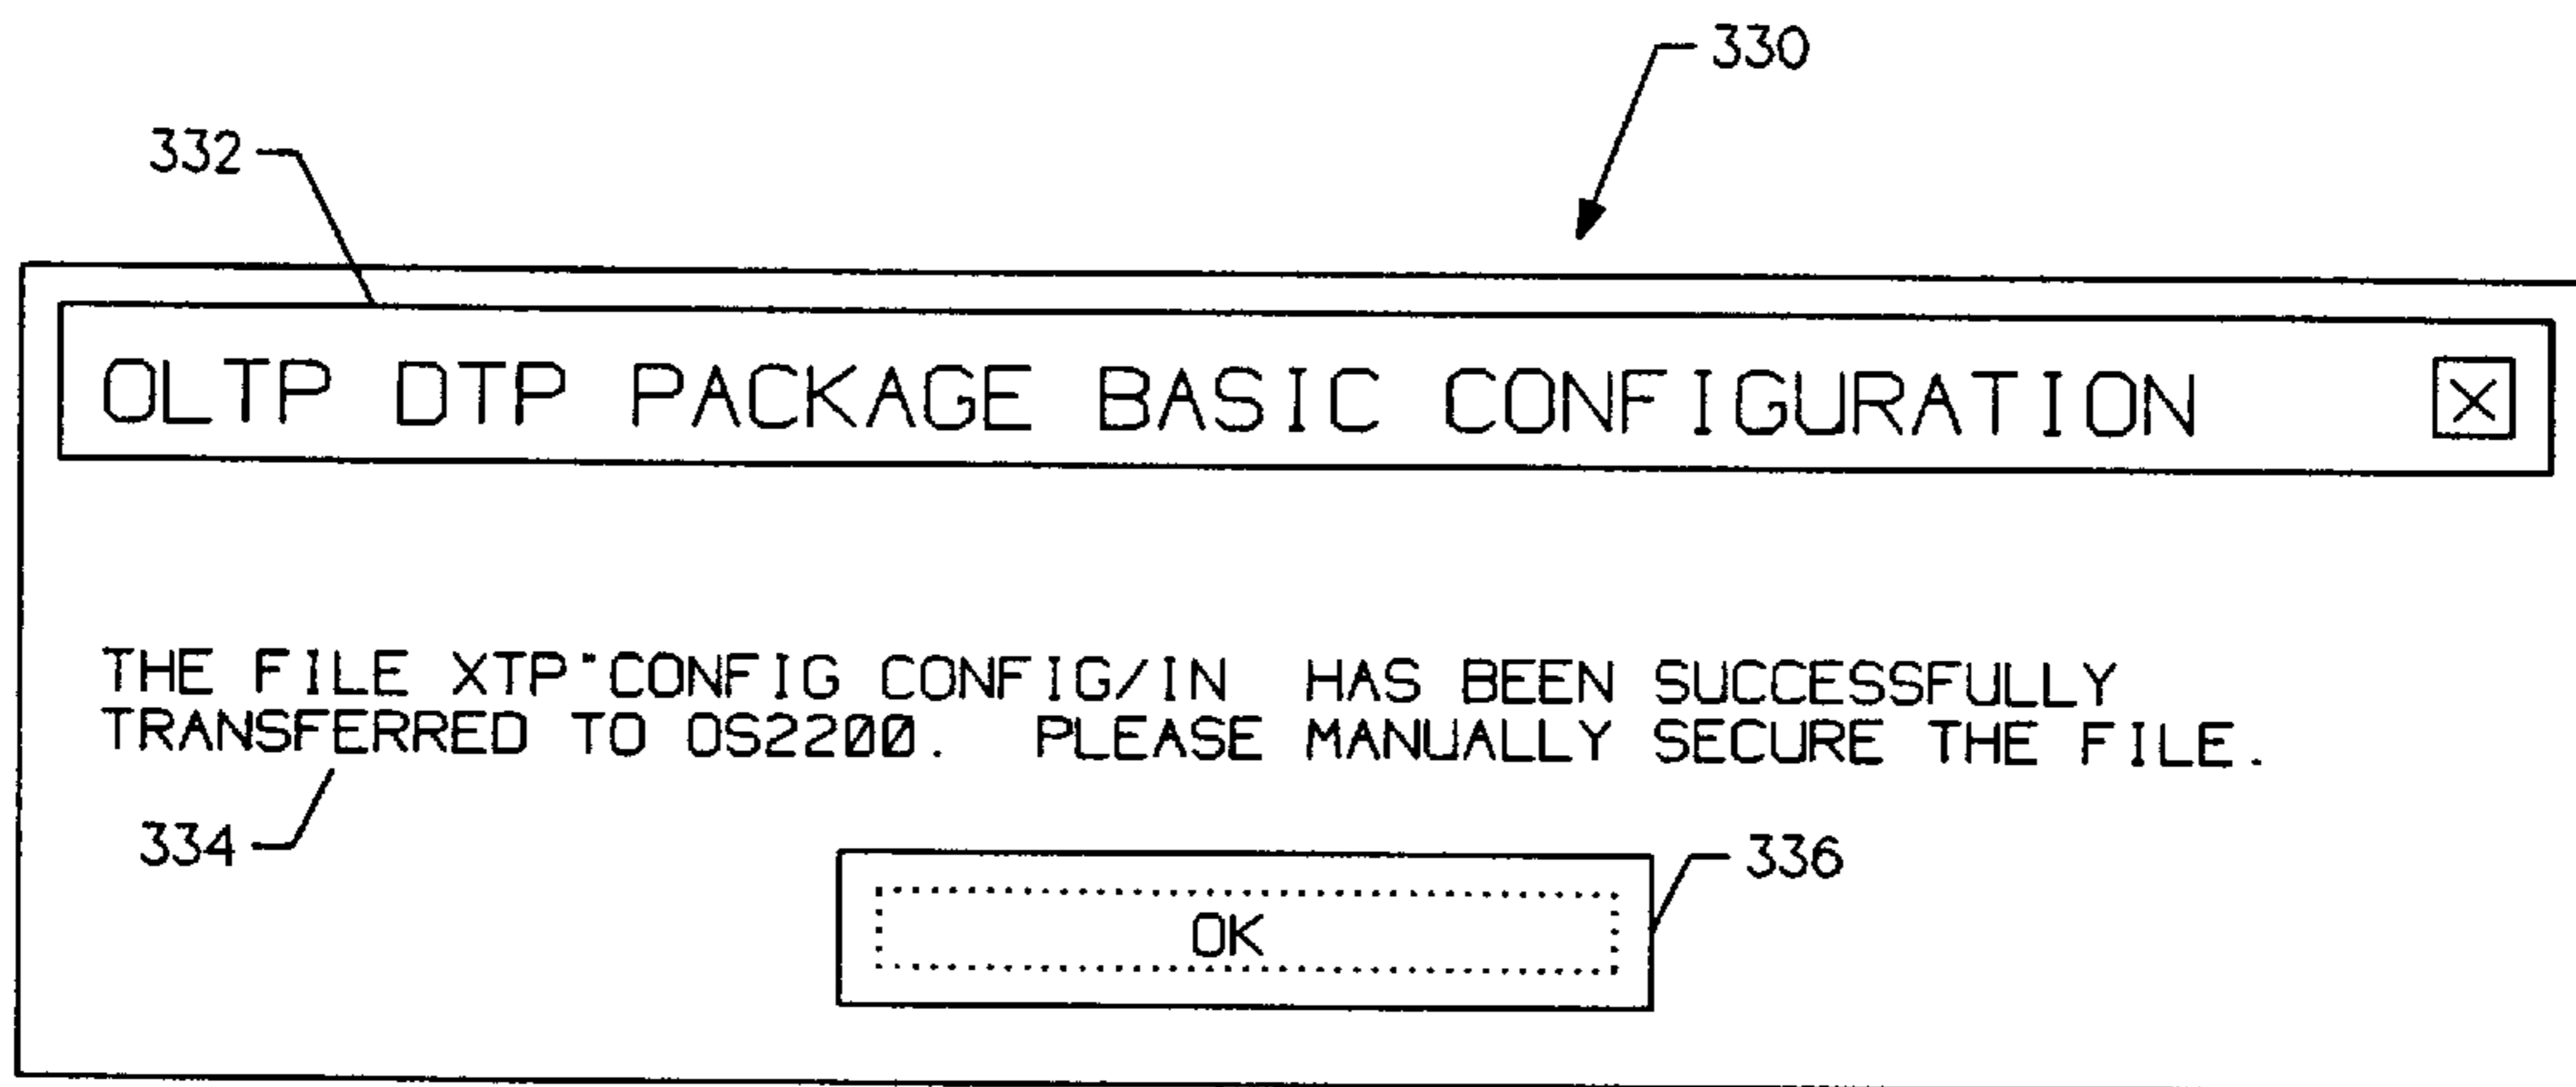 330
332
OLTP DTP PACKAGE BASIC CONFIGURATION X
THE FILE XTP"CONFIG CONFIG/IN HAS BEEN SUCCESSFULLY
TRANSFERRED TO OS2200. PLEASE MANUALLY SECURE THE FILE.
334
336
OK